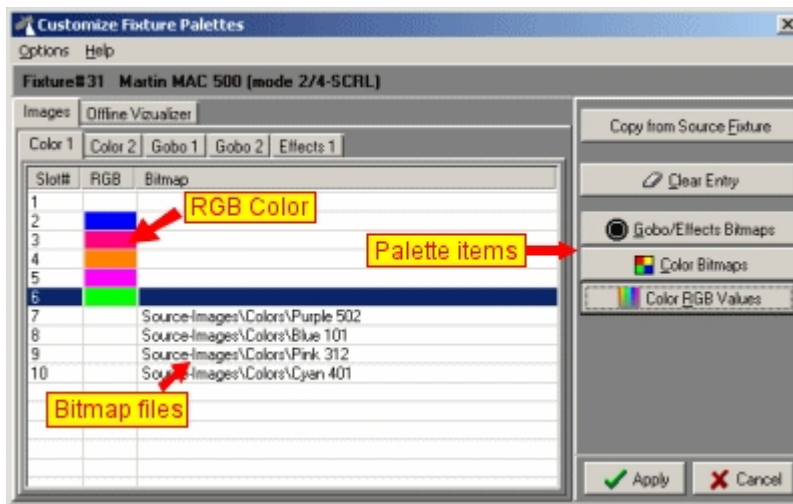 Customize Fixture Palettes
Options Help
Fixture#31 Martin MAC 500 (mode 2/4-SCRL)
Images Offline Vizualizer
Color 1 Color 2 Gobo 1 Gobo 2 Effects 1
Slot# RGB Bitmap
1
2
RGB Color
3
4
5
6
7 Source-Images\Colors\Purple 502
8 Source-Images\Colors\Blue 101
9 Source-Images\Colors\Pink 312
10 Source-Images\Colors\Cyan 401
Bitmap files
Copy from Source Fixture
Clear Entry
Gobo/Effects Bitmaps
Palette items
Color Bitmaps
Color RGB Values
Apply Cancel